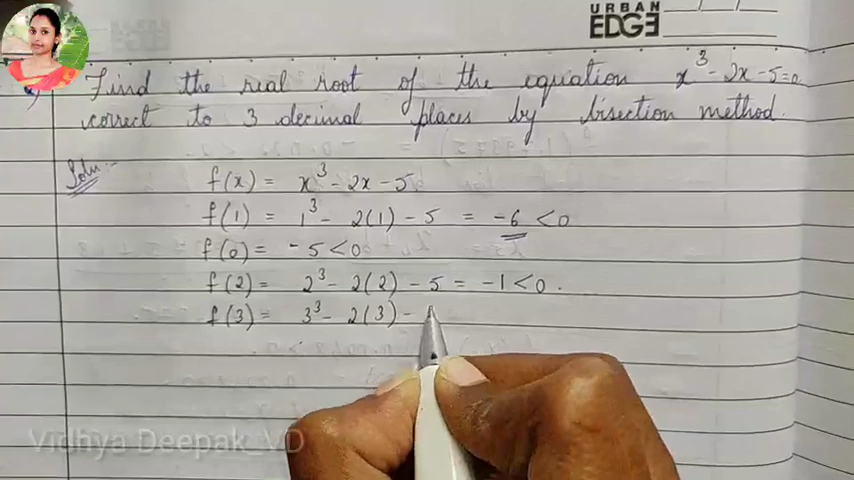 URBAN
EDGE
Find the real root of the equation x³ - 2x - 5 = 0
correct to 3 decimal places by bisection method.
Soln:-
f(x) = x³ - 2x - 5
f(1) = 1³ - 2(1) - 5 = -6 < 0
f(0) = -5 < 0
f(2) = 2³ - 2(2) - 5 = -1 < 0.
f(3) = 3³ - 2(3) -
Vidhya Deepak_VD